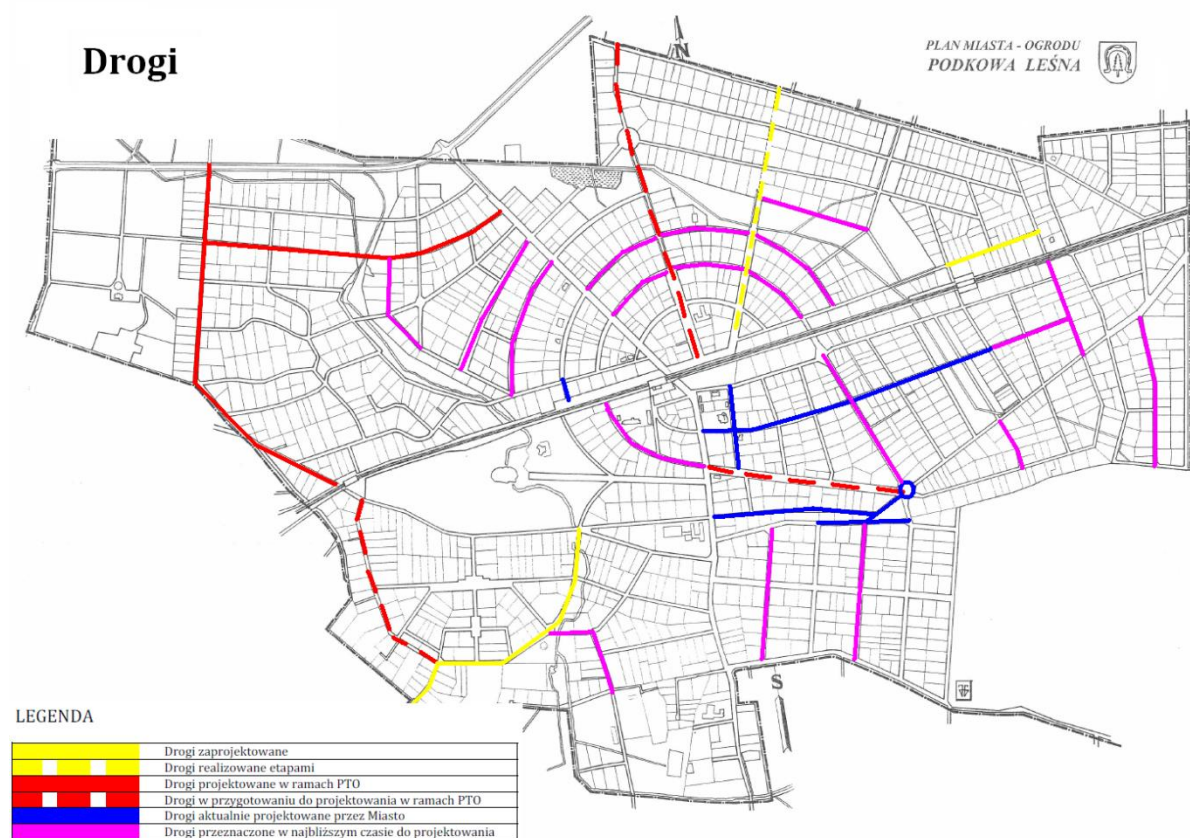 Drogi
N
PLAN MIASTA - OGRODU
PODKOWA LEŚNA
S
LEGENDA
Drogi zaprojektowane
Drogi realizowane etapami
Drogi projektowane w ramach PTO
Drogi w przygotowaniu do projektowania w ramach PTO
Drogi aktualnie projektowane przez Miasto
Drogi przeznaczone w najbliższym czasie do projektowania